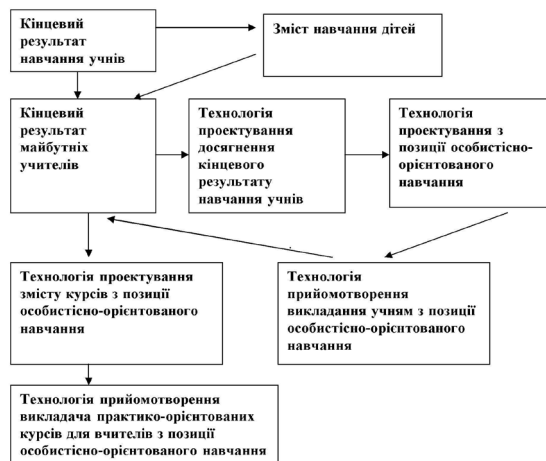 Кінцевий
результат
навчання учнів
Зміст навчання дітей
Кінцевий
результат
майбутніх
учителів
Технологія
проектування
досягнення
кінцевого
результату
навчання учнів
Технологія
проектування з
позиції особистісно-
орієнтованого
навчання
Технологія проектування
змісту курсів з позиції
особистісно-орієнтованого
навчання
Технологія
прийомотворення
викладання учням з позиції
особистісно-орієнтованого
навчання
Технологія прийомотворення
викладача практико-орієнтованих
курсів для вчителів з позиції
особистісно-орієнтованого навчання